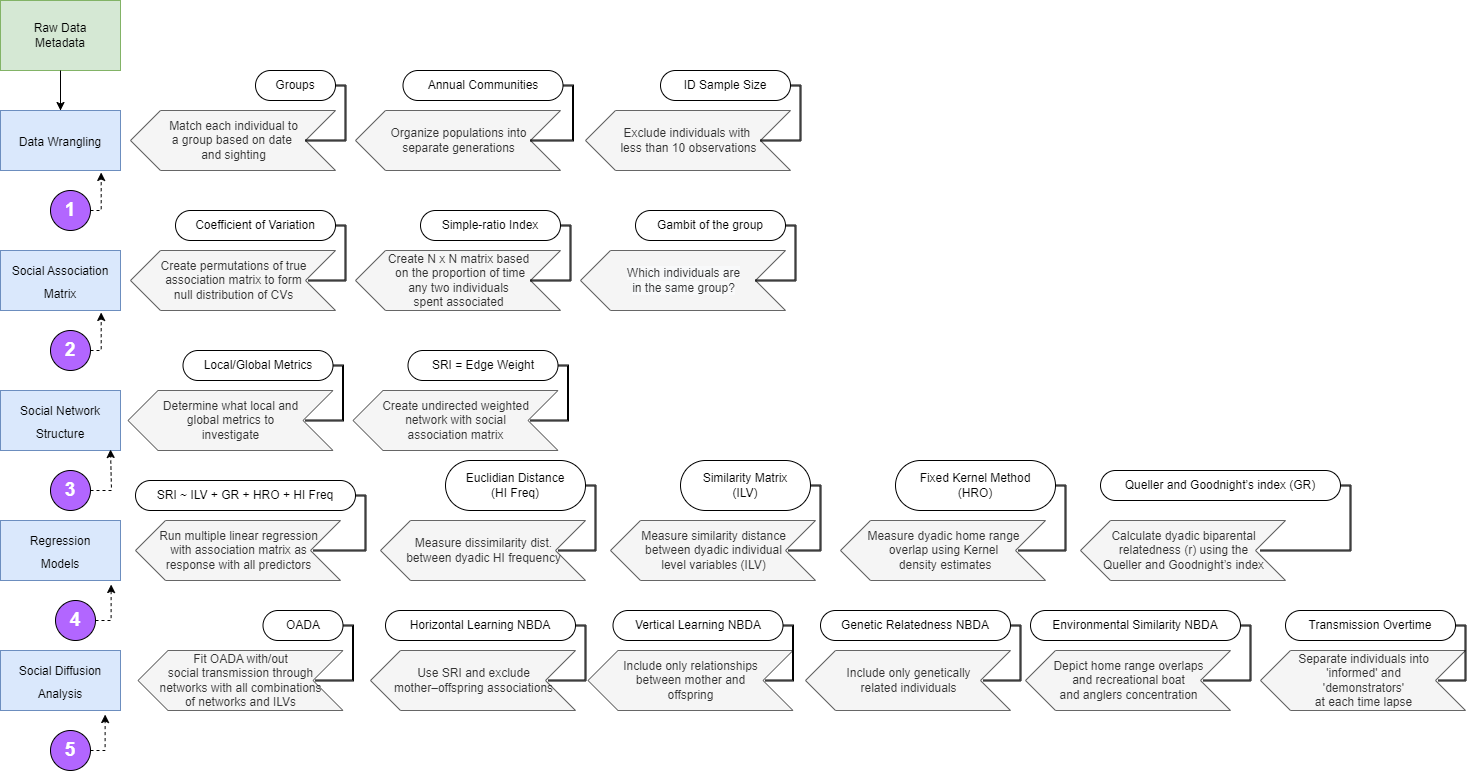 Raw Data
Metadata
Groups
Annual Communities
ID Sample Size
Data Wrangling
Match each individual to
a group based on date
and sighting
Organize populations into
separate generations
Exclude individuals with
less than 10 observations
1
Coefficient of Variation
Simple-ratio Index
Gambit of the group
Social Association
Matrix
Create permutations of true
association matrix to form
null distribution of CVs
Create N x N matrix based
on the proportion of time
any two individuals
spent associated
Which individuals are
in the same group?
2
Local/Global Metrics
SRI = Edge Weight
Social Network
Structure
Determine what local and
global metrics to
investigate
Create undirected weighted
network with social
association matrix
3
SRI ~ ILV + GR + HRO + HI Freq
Euclidian Distance
(HI Freq)
Similarity Matrix
(ILV)
Fixed Kernel Method
(HRO)
Queller and Goodnight's index (GR)
Regression
Models
Run multiple linear regression
with association matrix as
response with all predictors
Measure dissimilarity dist.
between dyadic HI frequency
Measure similarity distance
between dyadic individual
level variables (ILV)
Measure dyadic home range
overlap using Kernel
density estimates
Calculate dyadic biparental
relatedness (r) using the
Queller and Goodnight's index
4
OADA
Horizontal Learning NBDA
Vertical Learning NBDA
Genetic Relatedness NBDA
Environmental Similarity NBDA
Transmission Overtime
Social Diffusion
Analysis
Fit OADA with/out
social transmission through
networks with all combinations
of networks and ILVs
Use SRI and exclude
mother–offspring associations
Include only relationships
between mother and
offspring
Include only genetically
related individuals
Depict home range overlaps
and recreational boat
and anglers concentration
Separate individuals into
'informed' and
'demonstrators'
at each time lapse
5